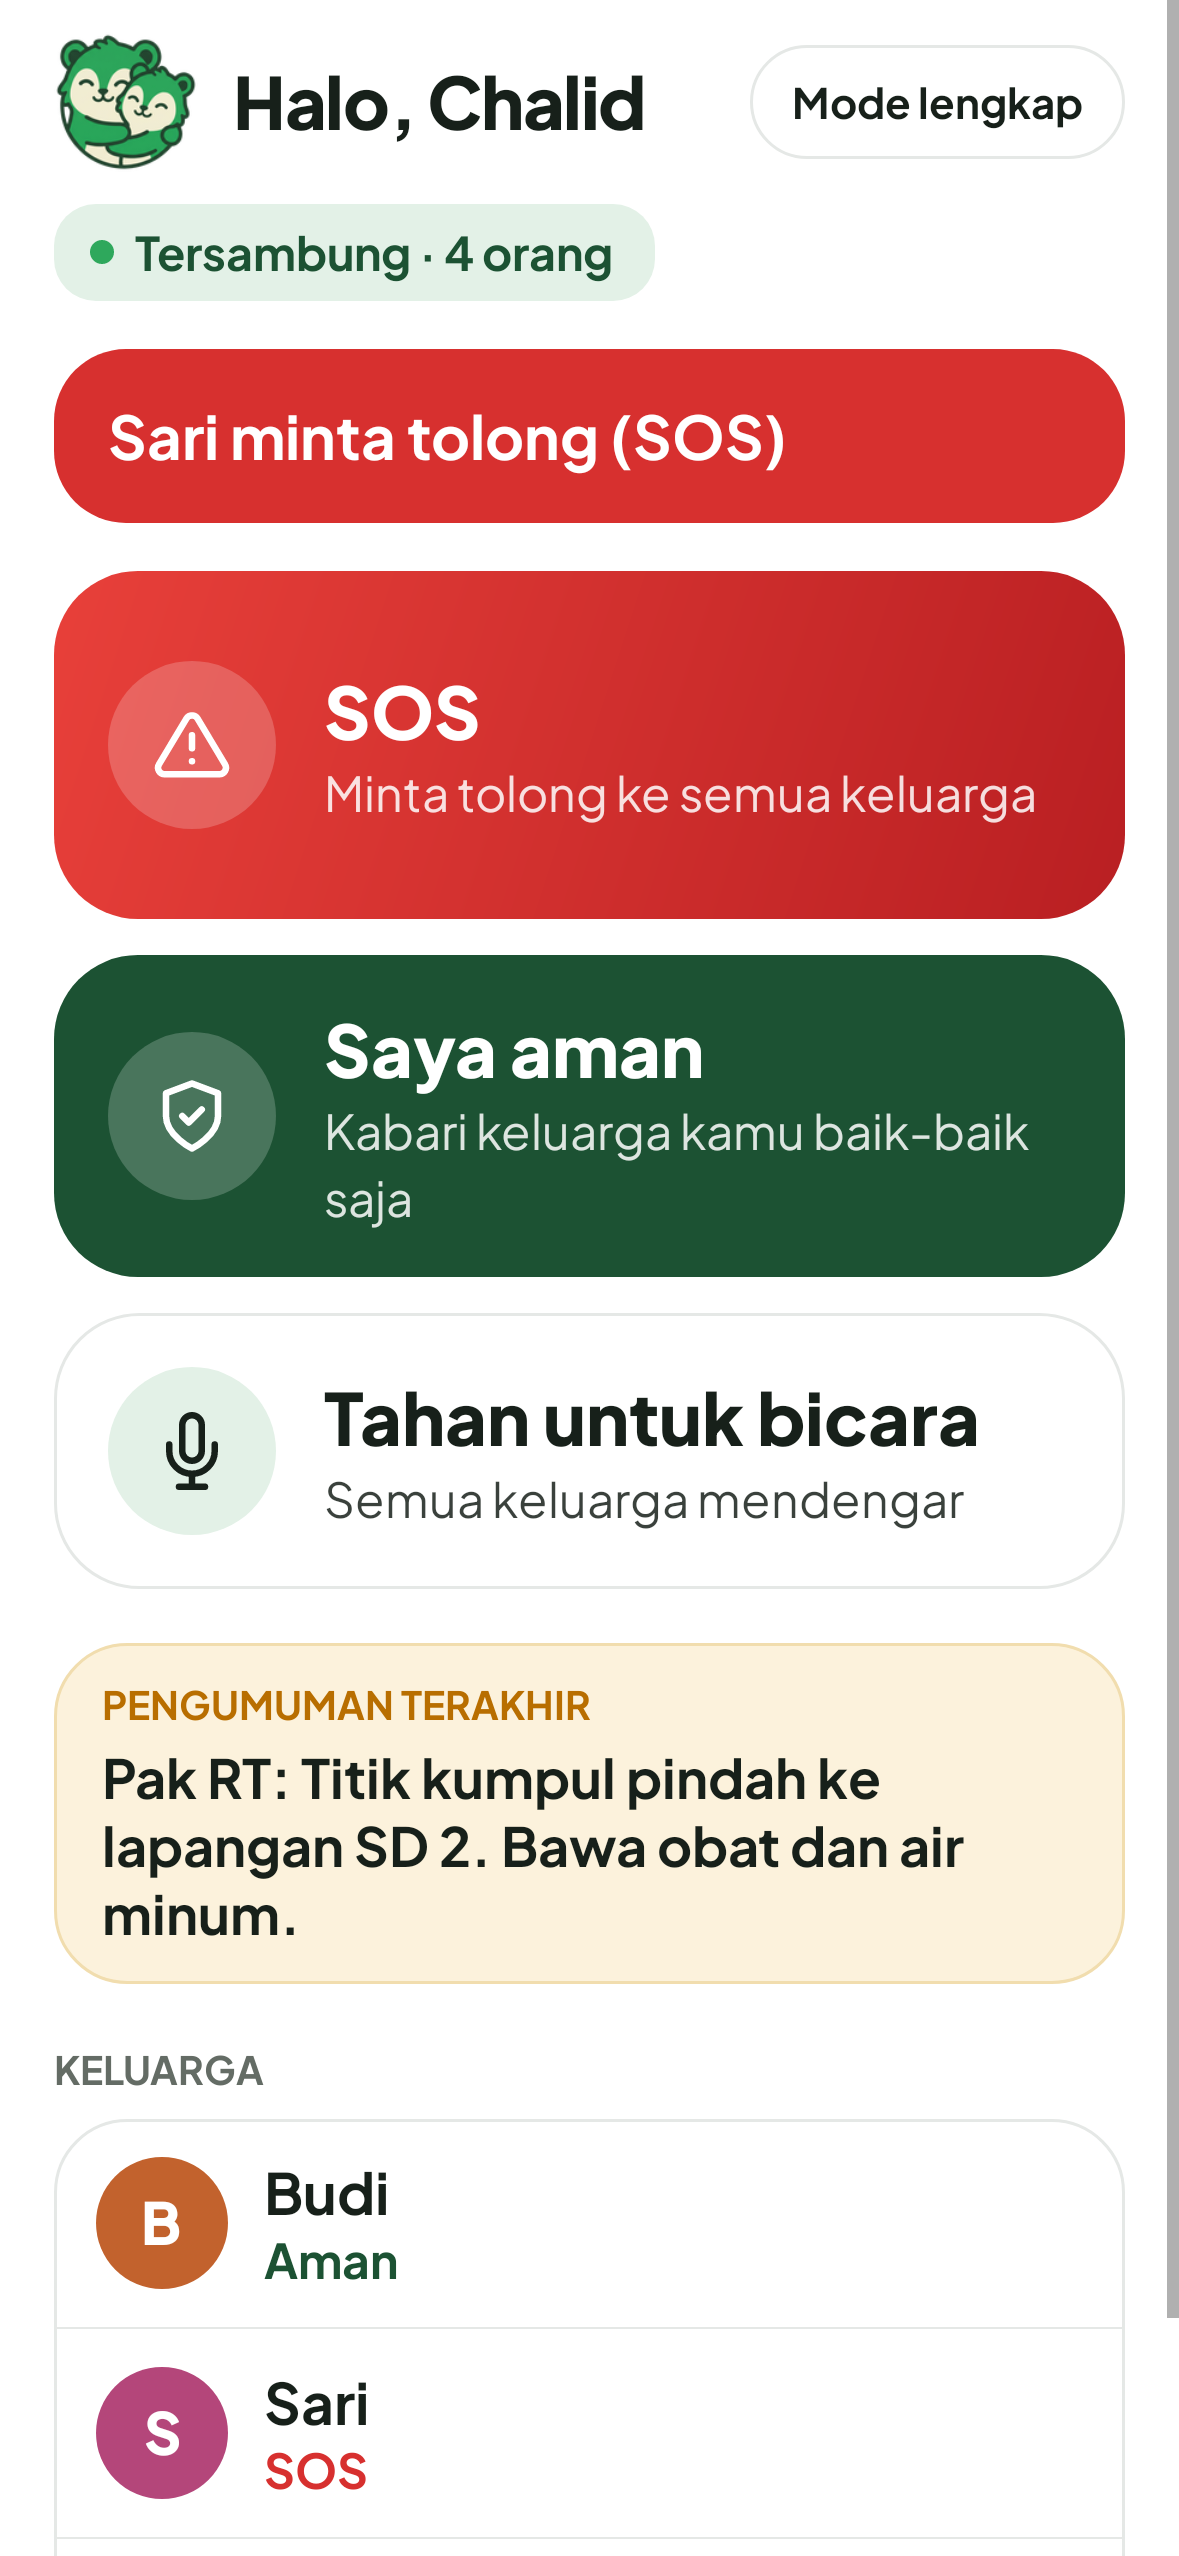 Halo, Chalid
Mode lengkap
Tersambung · 4 orang
Sari minta tolong (SOS)
SOS
Minta tolong ke semua keluarga
Saya aman
Kabari keluarga kamu baik-baik
saja
Tahan untuk bicara
Semua keluarga mendengar
PENGUMUMAN TERAKHIR
Pak RT: Titik kumpul pindah ke
lapangan SD 2. Bawa obat dan air
minum.
KELUARGA
B
Budi
Aman
S
Sari
SOS